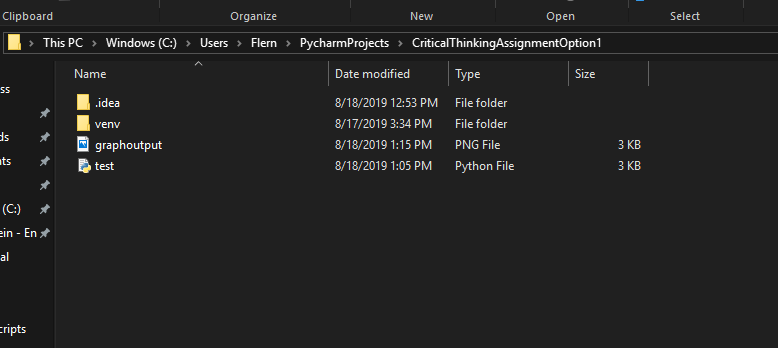 Clipboard Organize New Open Select
This PC > Windows (C:) > Users > Flern > PycharmProjects > CriticalThinkingAssignmentOption1
Name Date modified Type Size
ss
.idea 8/18/2019 12:53 PM File folder
venv 8/17/2019 3:34 PM File folder
ds graphoutput 8/18/2019 1:15 PM PNG File 3 KB
nts test 8/18/2019 1:05 PM Python File 3 KB
(C:)
ein - En
al
cripts